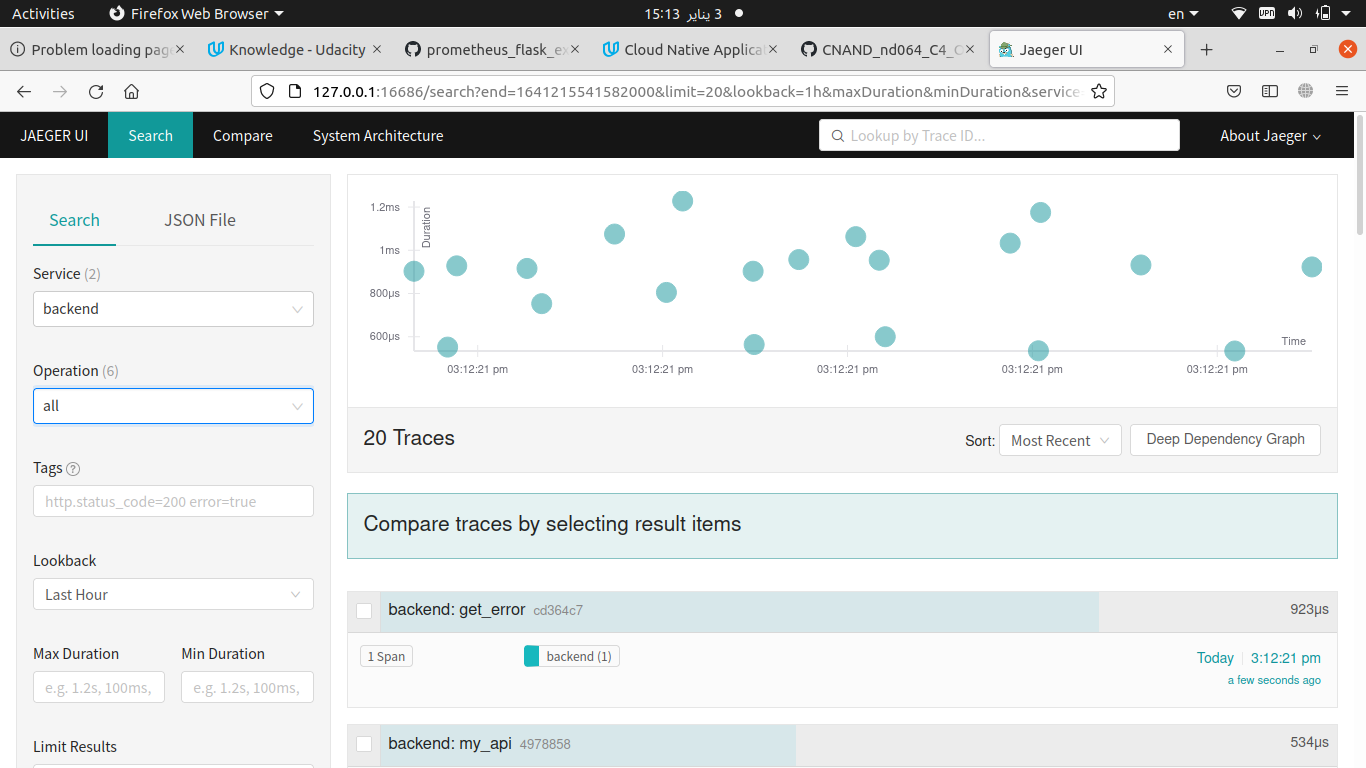 Activities Firefox Web Browser 15:13 3 يناير en VPN
Problem loading pag Knowledge - Udacity prometheus_flask_ex Cloud Native Applicat CNAND_nd064_C4_O Jaeger UI
127.0.0.1:16686/search?end=1641215541582000&limit=20&lookback=1h&maxDuration&minDuration&service
JAEGER UI Search Compare System Architecture Lookup by Trace ID... About Jaeger
Search JSON File
Service (2)
backend
Operation (6)
all
Tags ?
http.status_code=200 error=true
Lookback
Last Hour
Max Duration Min Duration
e.g. 1.2s, 100ms, e.g. 1.2s, 100ms,
Limit Results
Duration
1.2ms
1ms
800μs
600μs
Time
03:12:21 pm 03:12:21 pm 03:12:21 pm 03:12:21 pm 03:12:21 pm
20 Traces Sort: Most Recent Deep Dependency Graph
Compare traces by selecting result items
backend: get_error cd364c7 923μs
1 Span backend (1) Today 3:12:21 pm
a few seconds ago
backend: my_api 4978858 534μs